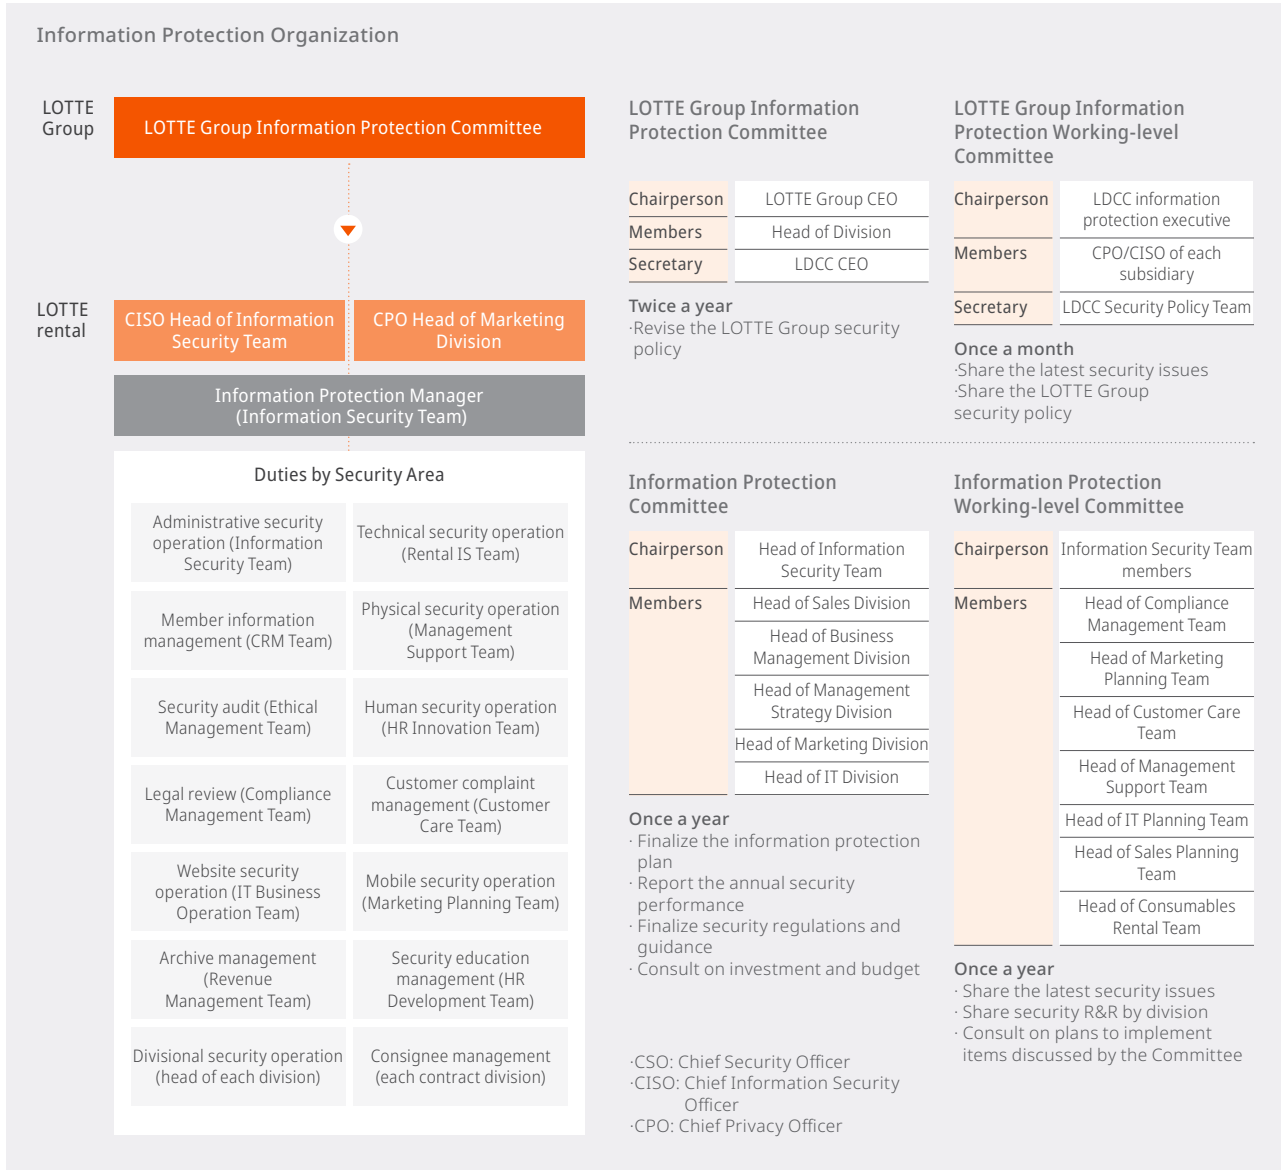 Information Protection Organization
LOTTE
Group
LOTTE Group Information Protection Committee
LOTTE
rental
CISO Head of Information
Security Team
CPO Head of Marketing
Division
Information Protection Manager
(Information Security Team)
Duties by Security Area
Administrative security
operation (Information
Security Team)
Technical security operation
(Rental IS Team)
Member information
management (CRM Team)
Physical security operation
(Management
Support Team)
Security audit (Ethical
Management Team)
Human security operation
(HR Innovation Team)
Legal review (Compliance
Management Team)
Customer complaint
management (Customer
Care Team)
Website security
operation (IT Business
Operation Team)
Mobile security operation
(Marketing Planning Team)
Archive management
(Revenue
Management Team)
Security education
management (HR
Development Team)
Divisional security operation
(head of each division)
Consignee management
(each contract division)
LOTTE Group Information
Protection Committee
Chairperson
LOTTE Group CEO
Members
Head of Division
Secretary
LDCC CEO
Twice a year
·Revise the LOTTE Group security
policy
LOTTE Group Information
Protection Working-level
Committee
Chairperson
LDCC information
protection executive
Members
CPO/CISO of each
subsidiary
Secretary
LDCC Security Policy Team
Once a month
·Share the latest security issues
·Share the LOTTE Group
security policy
Information Protection
Committee
Chairperson
Head of Information
Security Team
Members
Head of Sales Division
Head of Business
Management Division
Head of Management
Strategy Division
Head of Marketing Division
Head of IT Division
Once a year
· Finalize the information protection
plan
· Report the annual security
performance
· Finalize security regulations and
guidance
· Consult on investment and budget
·CSO: Chief Security Officer
·CISO: Chief Information Security
Officer
·CPO: Chief Privacy Officer
Information Protection
Working-level Committee
Chairperson
Information Security Team
members
Members
Head of Compliance
Management Team
Head of Marketing
Planning Team
Head of Customer Care
Team
Head of Management
Support Team
Head of IT Planning Team
Head of Sales Planning
Team
Head of Consumables
Rental Team
Once a year
· Share the latest security issues
· Share security R&R by division
· Consult on plans to implement
items discussed by the Committee